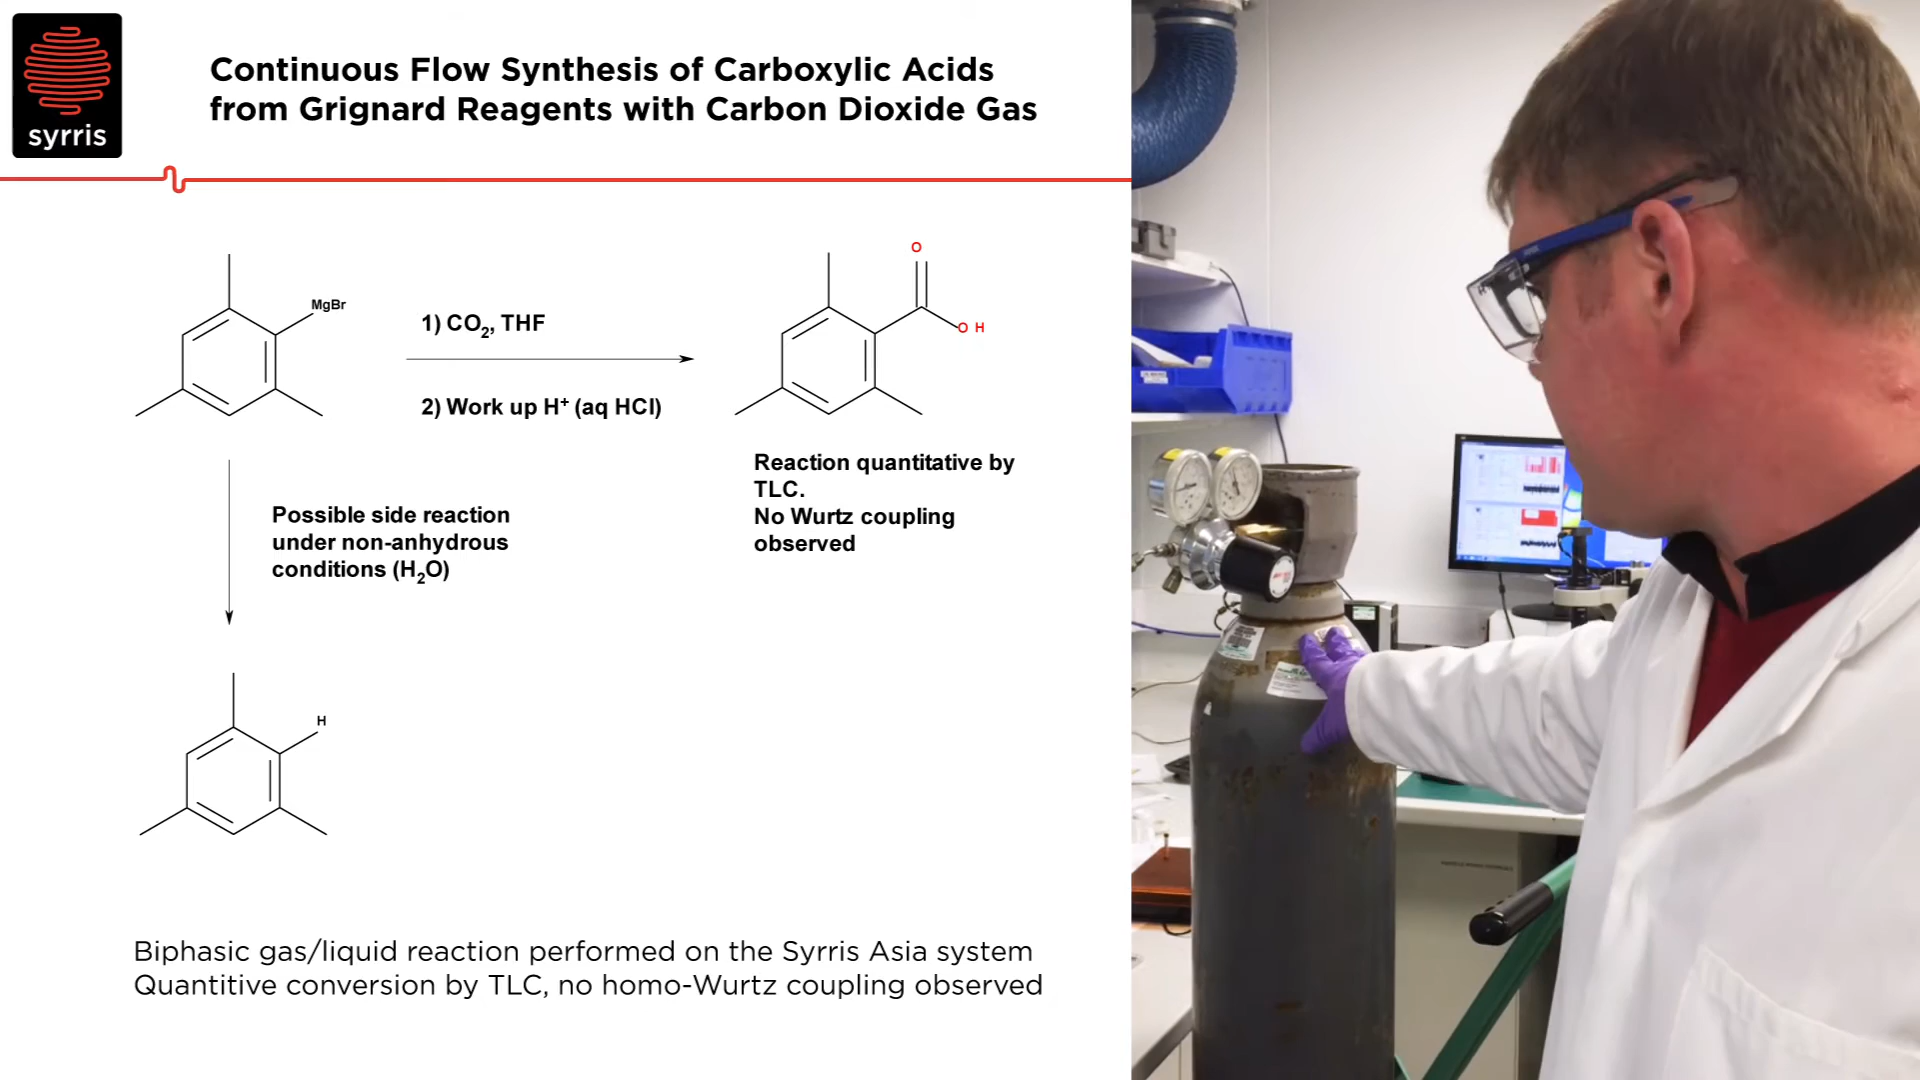 syrris
Continuous Flow Synthesis of Carboxylic Acids
from Grignard Reagents with Carbon Dioxide Gas
MgBr
1) CO2, THF
2) Work up H+ (aq HCl)
O
O H
Reaction quantitative by
TLC.
No Wurtz coupling
observed
Possible side reaction
under non-anhydrous
conditions (H2O)
H
Biphasic gas/liquid reaction performed on the Syrris Asia system
Quantitive conversion by TLC, no homo-Wurtz coupling observed